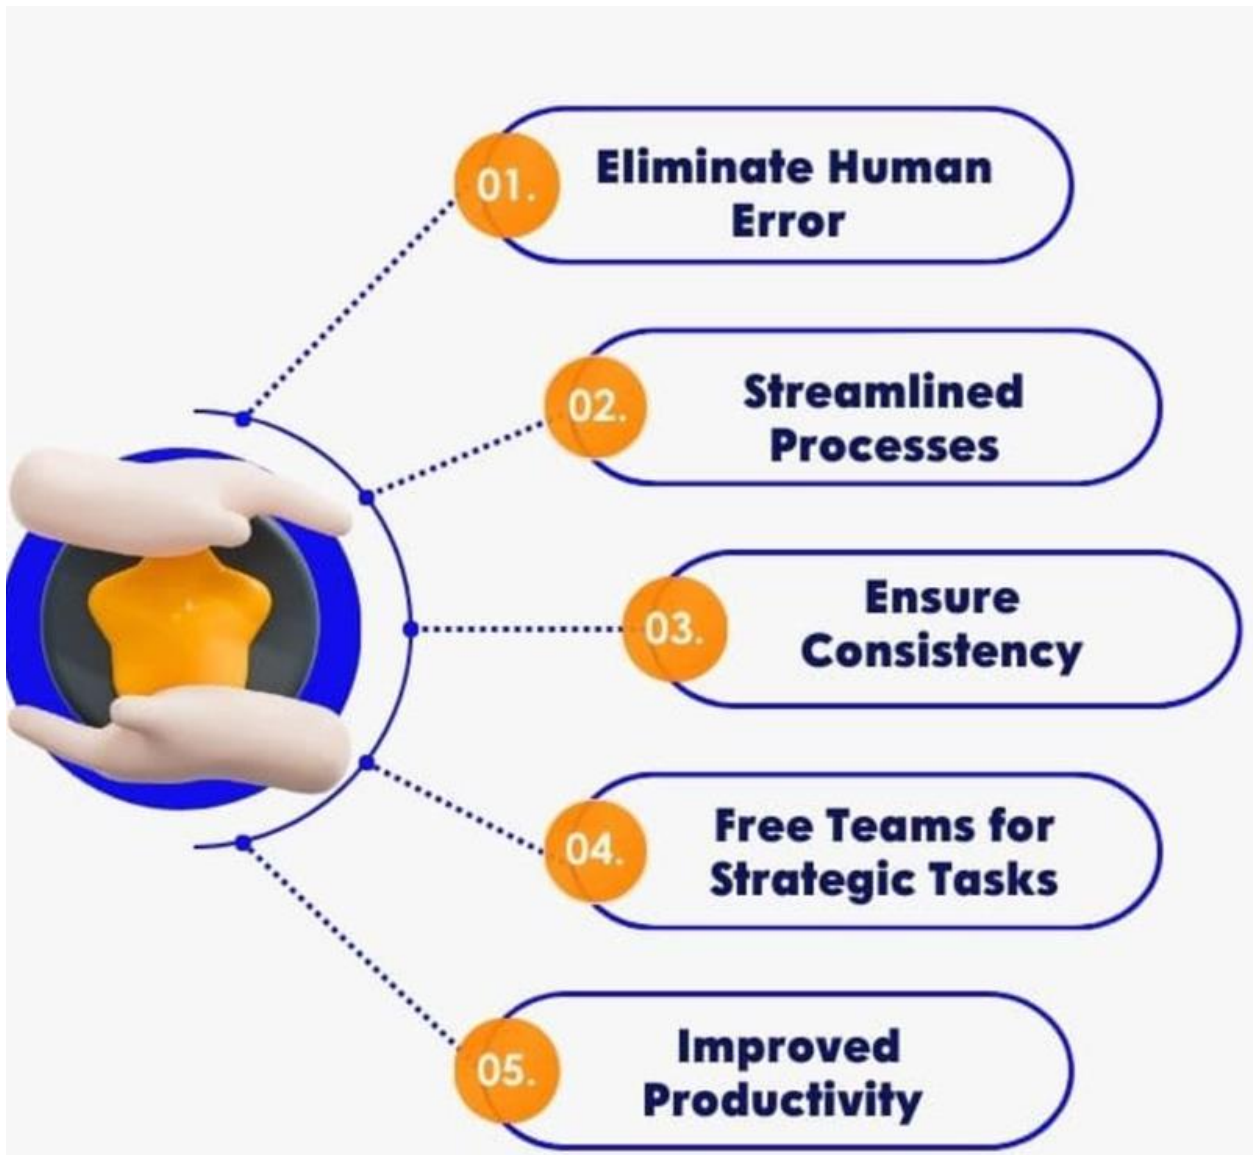 01.
Eliminate Human
Error
02.
Streamlined
Processes
03.
Ensure
Consistency
04.
Free Teams for
Strategic Tasks
05.
Improved
Productivity